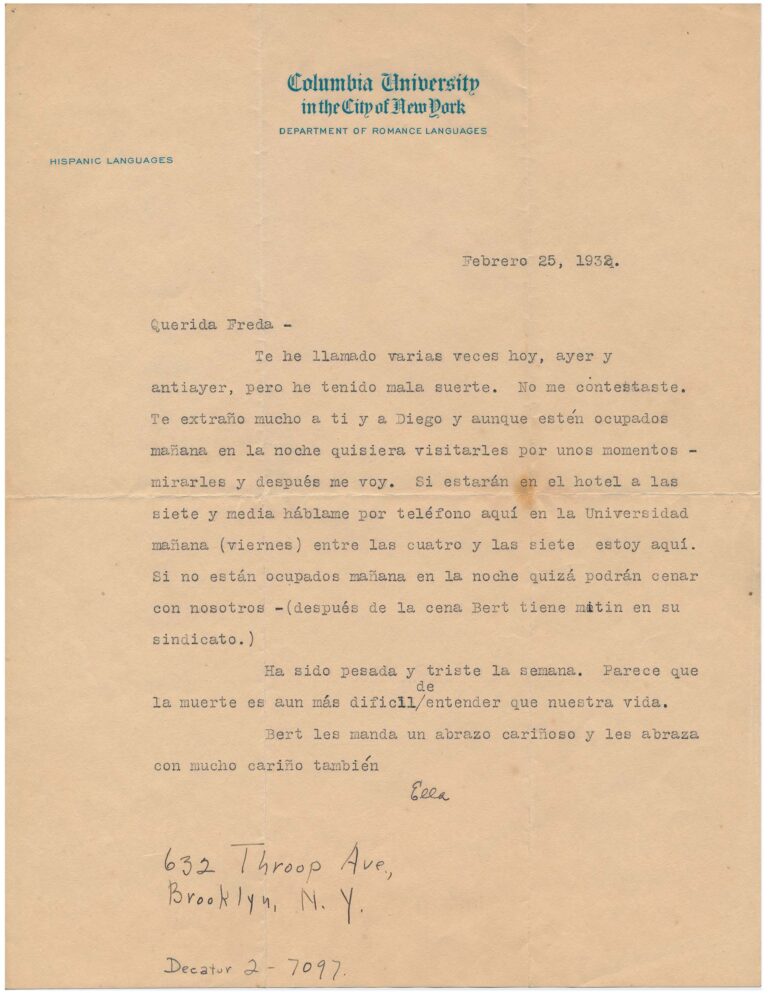 Columbia University
in the City of New York
DEPARTMENT OF ROMANCE LANGUAGES
HISPANIC LANGUAGES
Febrero 25, 1932.
Querida Freda -
Te he llamado varias veces hoy, ayer y
antiayer, pero he tenido mala suerte. No me contestaste.
Te extraño mucho a ti y a Diego y aunque estén ocupados
mañana en la noche quisiera visitarles por unos momentos -
mirarles y después me voy. Si estarán en el hotel a las
siete y media háblame por teléfono aquí en la Universidad
mañana (viernes) entre las cuatro y las siete estoy aquí.
Si no están ocupados mañana en la noche quizá podrán cenar
con nosotros -(después de la cena Bert tiene mitin en su
sindicato.)
Ha sido pesada y triste la semana. Parece que
de
la muerte es aun más dificil/entender que nuestra vida.
Bert les manda un abrazo cariñoso y les abraza
con mucho cariño también
Ella
632 Throop Ave.,
Brooklyn, N. Y.
Decatur 2 - 7097.